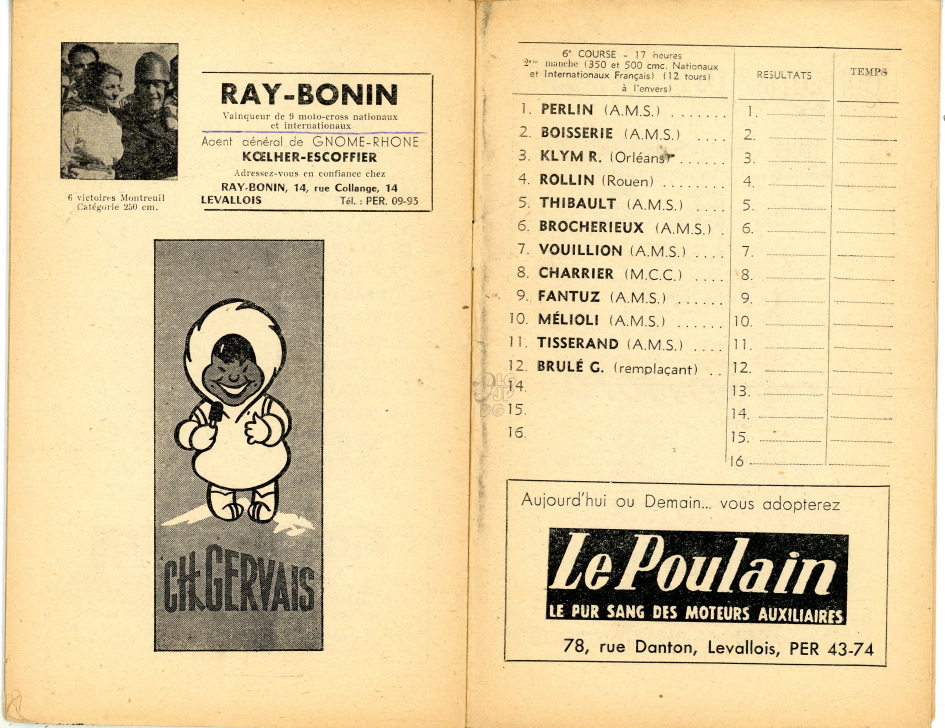 RAY-BONIN
Vainqueur de 9 moto-cross nationaux
et internationaux
Agent général de GNOME-RHONE
KŒLHER-ESCOFFIER
Adressez-vous en confiance chez
RAY-BONIN, 14, rue Collange, 14
LEVALLOIS Tél. : PER. 09-93
6 victoires Montreuil
Catégorie 250 cm.
CH. GERVAIS
6e COURSE - 17 heures
2me manche (350 et 500 cmc. Nationaux
et Internationaux Français) (12 tours)
à l'envers)
RESULTATS
TEMPS
1. PERLIN (A.M.S.) ....... 1.
2. BOISSERIE (A.M.S.) 2.
3. KLYM R. (Orléans) ...... 3.
4. ROLLIN (Rouen) ........ 4.
5. THIBAULT (A.M.S.) .... 5.
6. BROCHERIEUX (A.M.S.) . 6.
7. VOUILLION (A.M.S.) .... 7.
8. CHARRIER (M.C.C.) .... 8.
9. FANTUZ (A.M.S.) ...... 9.
10. MÉLIOLI (A.M.S.) ...... 10.
11. TISSERAND (A.M.S.) .... 11.
12. BRULÉ G. (remplaçant) .. 12.
14. 13.
15. 14.
16. 15.
16
Aujourd'hui ou Demain... vous adopterez
Le Poulain
LE PUR SANG DES MOTEURS AUXILIAIRES
78, rue Danton, Levallois, PER 43-74